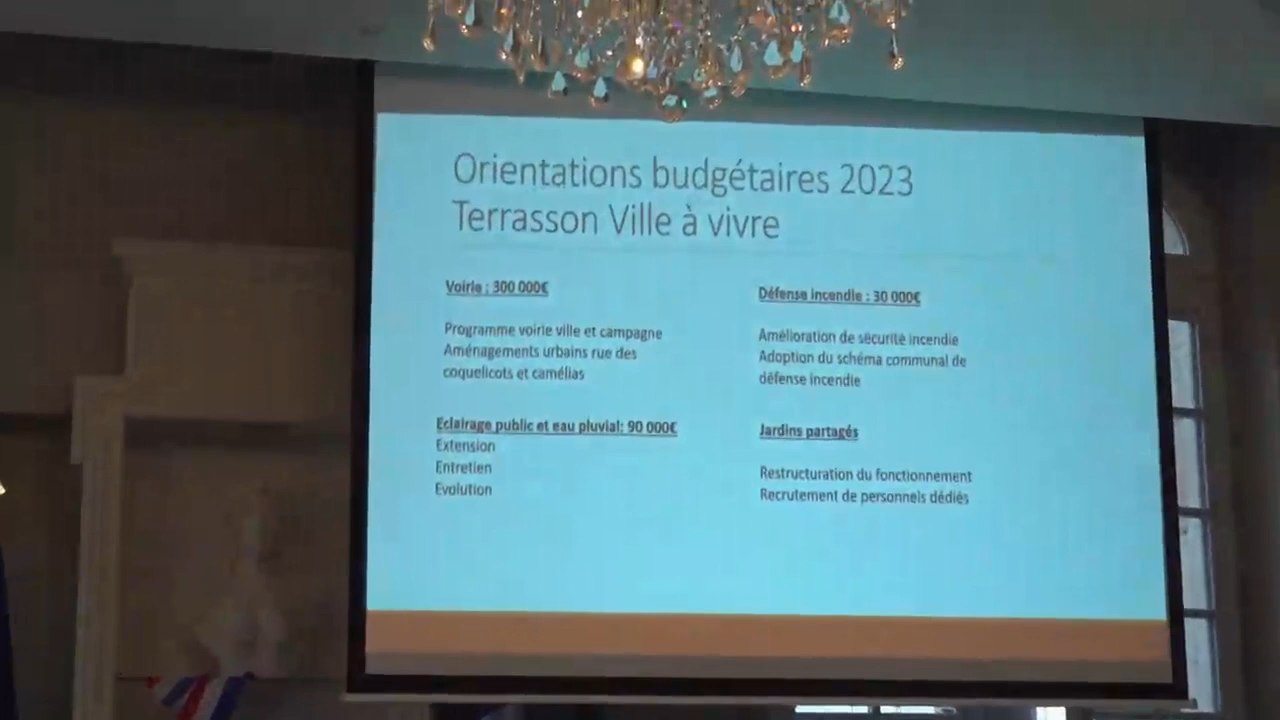 Orientations budgétaires 2023
Terrasson Ville à vivre
Voirie : 300 000€
Programme voirie ville et campagne
Aménagements urbains rue des
coquelicots et camélias
Eclairage public et eau pluvial: 90 000€
Extension
Entretien
Evolution
Défense incendie : 30 000€
Amélioration de sécurité incendie
Adoption du schéma communal de
défense incendie
Jardins partagés
Restructuration du fonctionnement
Recrutement de personnels dédiés